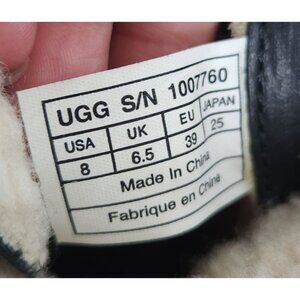 UGG S/N 1007760
USA UK EU JAPAN
8 6.5 39 25
Made In China
Fabrique en Chine